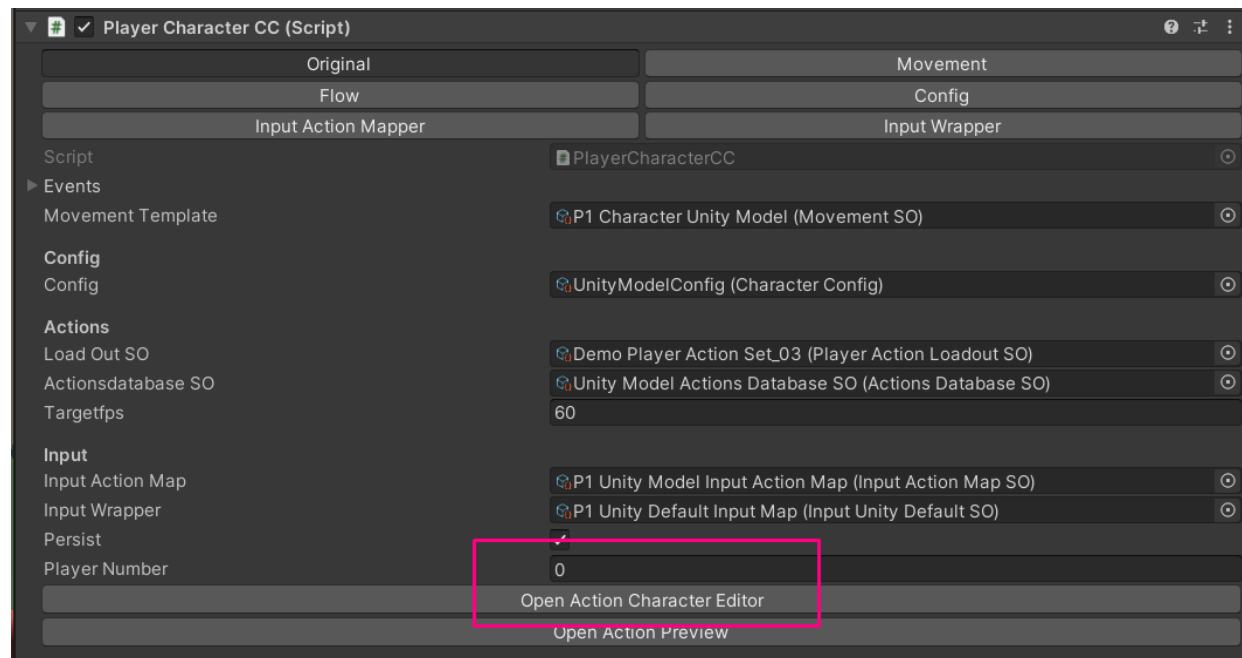 Player Character CC (Script)
Original Movement
Flow Config
Input Action Mapper Input Wrapper
Script PlayerCharacterCC
Events
Movement Template P1 Character Unity Model (Movement SO)
Config
Config UnityModelConfig (Character Config)
Actions
Load Out SO Demo Player Action Set_03 (Player Action Loadout SO)
Actionsdatabase SO Unity Model Actions Database SO (Actions Database SO)
Targetfps 60
Input
Input Action Map P1 Unity Model Input Action Map (Input Action Map SO)
Input Wrapper P1 Unity Default Input Map (Input Unity Default SO)
Persist
Player Number 0
Open Action Character Editor
Open Action Preview